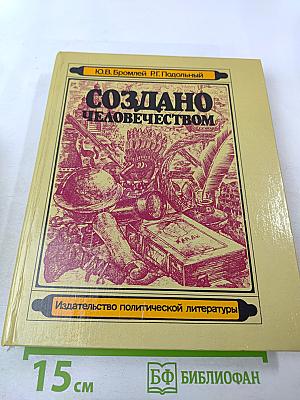 Ю.В. Бромлей Р.Г. Подольный
СОЗДАНО
ЧЕЛОВЕЧЕСТВОМ
Издательство политической литературы
15 см
БФ БИБЛИОФАН